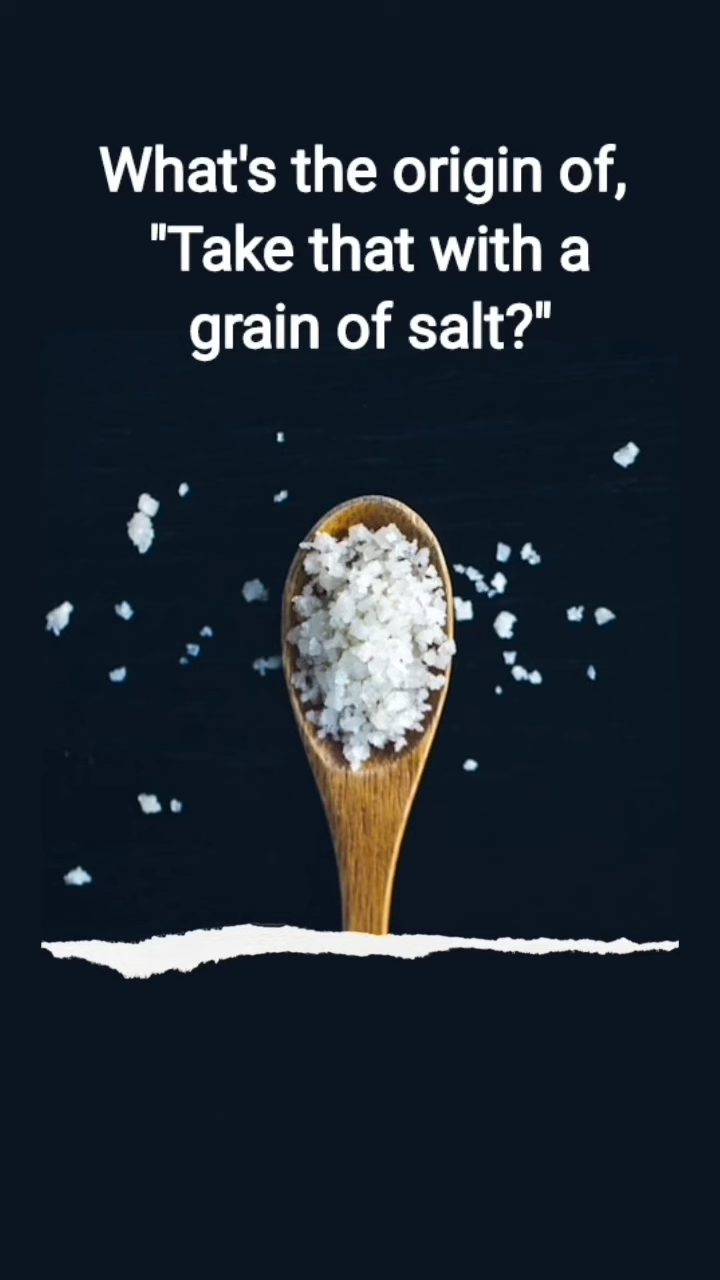 What's the origin of,
"Take that with a
grain of salt?"